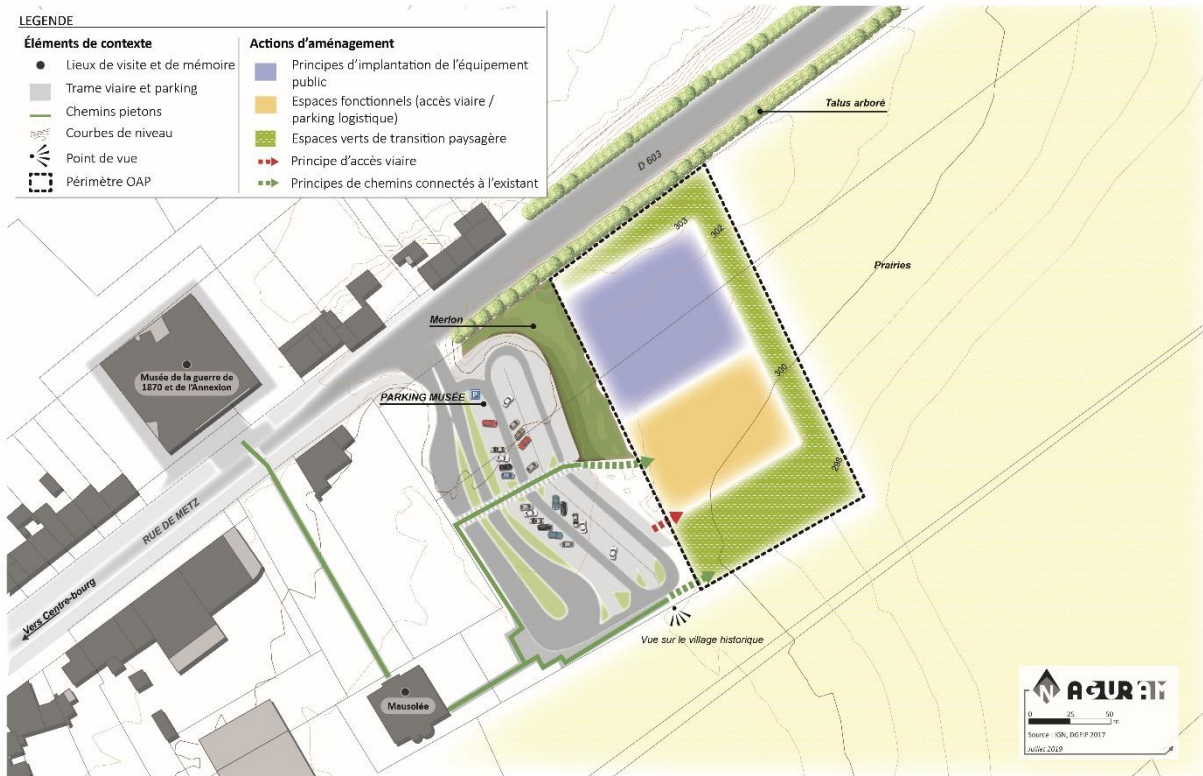 LEGENDE
Éléments de contexte
Lieux de visite et de mémoire
Trame viaire et parking
Chemins pietons
Courbes de niveau
Point de vue
Périmètre OAP
Actions d'aménagement
Principes d'implantation de l'équipement
public
Espaces fonctionnels (accès viaire /
parking logistique)
Espaces verts de transition paysagère
Principe d'accès viaire
Principes de chemins connectés à l'existant
Talus arboré
D 603
303
302
Prairies
Merlon
Musée de la guerre de
1870 et de l'Annexion
PARKING MUSÉE
P
300
298
RUE DE METZ
Vers Centre-bourg
Vue sur le village historique
Mausolée
N AGURAM
0 25 50
m
Source : IGN, DGFIP 2017
Juillet 2019